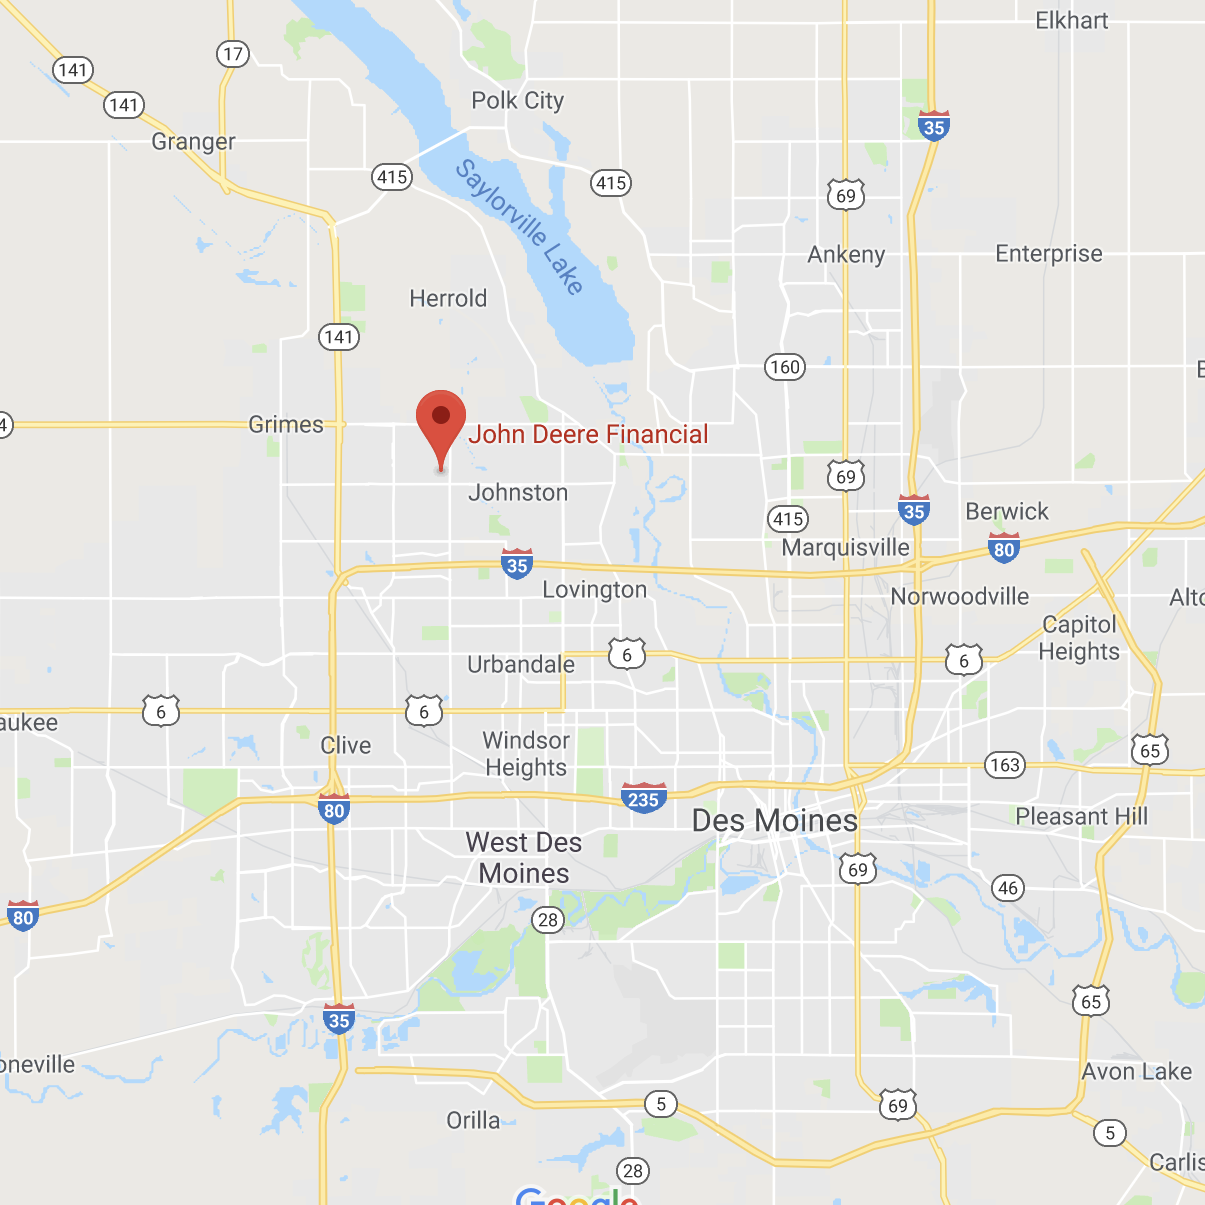 Elkhart
17
141
141
Polk City
35
Granger
415
415
69
Saylorville Lake
Ankeny
Enterprise
Herrold
141
160
4
Grimes
John Deere Financial
69
Johnston
35
415
Berwick
Marquisville
80
35
Lovington
Norwoodville
Capitol
Heights
6
Urbandale
6
6
6
aukee
Clive
Windsor
Heights
65
163
80
235
Des Moines
Pleasant Hill
West Des
Moines
69
46
80
28
65
35
oneville
Avon Lake
5
69
Orilla
5
Carlis
28
Google